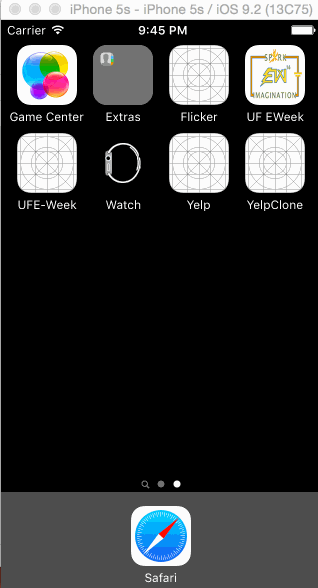 iPhone 5s - iPhone 5s / iOS 9.2 (13C75)
Carrier 9:45 PM
Game Center Extras Flicker UF EWeek
SPARK
EW
IMAGINATION
UFE-Week Watch Yelp YelpClone
Safari